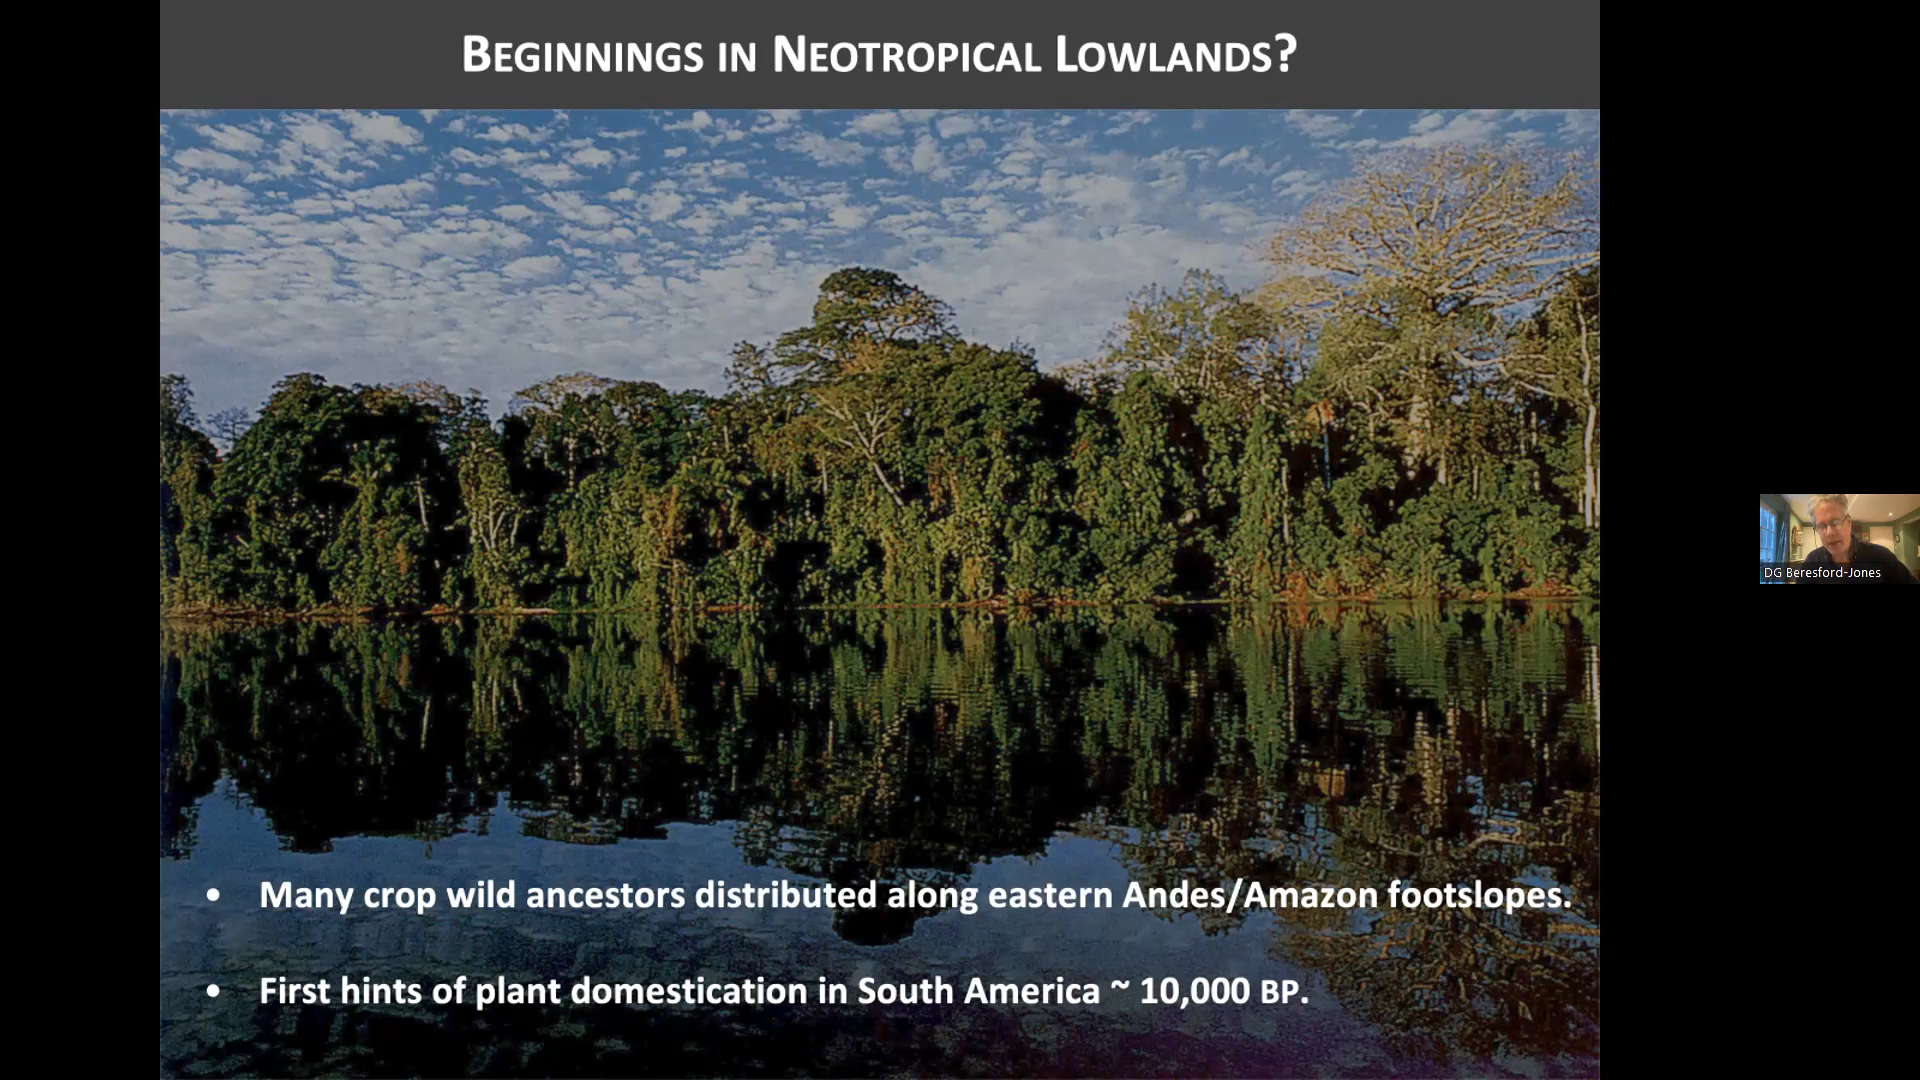 BEGINNINGS IN NEOTROPICAL LOWLANDS?
• Many crop wild ancestors distributed along eastern Andes/Amazon footslopes.
• First hints of plant domestication in South America ~ 10,000 BP.
DG Beresford-Jones